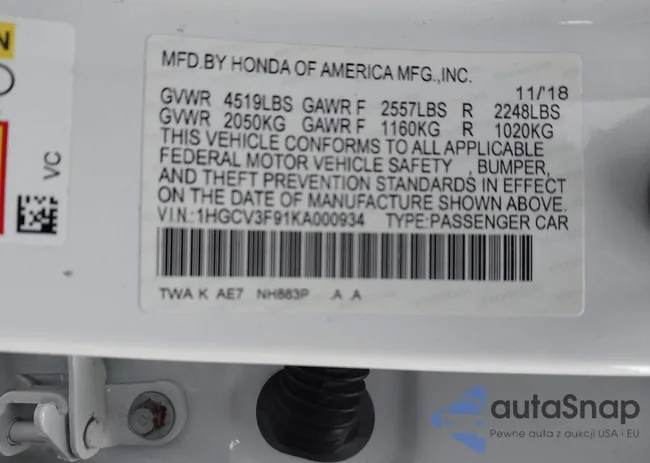 N
VC
MFD.BY HONDA OF AMERICA MFG.,INC.
11/'18
GVWR 4519LBS GAWR F 2557LBS R 2248LBS
GVWR 2050KG GAWR F 1160KG R 1020KG
THIS VEHICLE CONFORMS TO ALL APPLICABLE
FEDERAL MOTOR VEHICLE SAFETY , BUMPER,
AND THEFT PREVENTION STANDARDS IN EFFECT
ON THE DATE OF MANUFACTURE SHOWN ABOVE.
V.I.N.:1HGCV3F91KA000934 TYPE:PASSENGER CAR
TWA K AE7 NH883P .A .A
autaSnap
Pewne auta z aukcji USA i EU